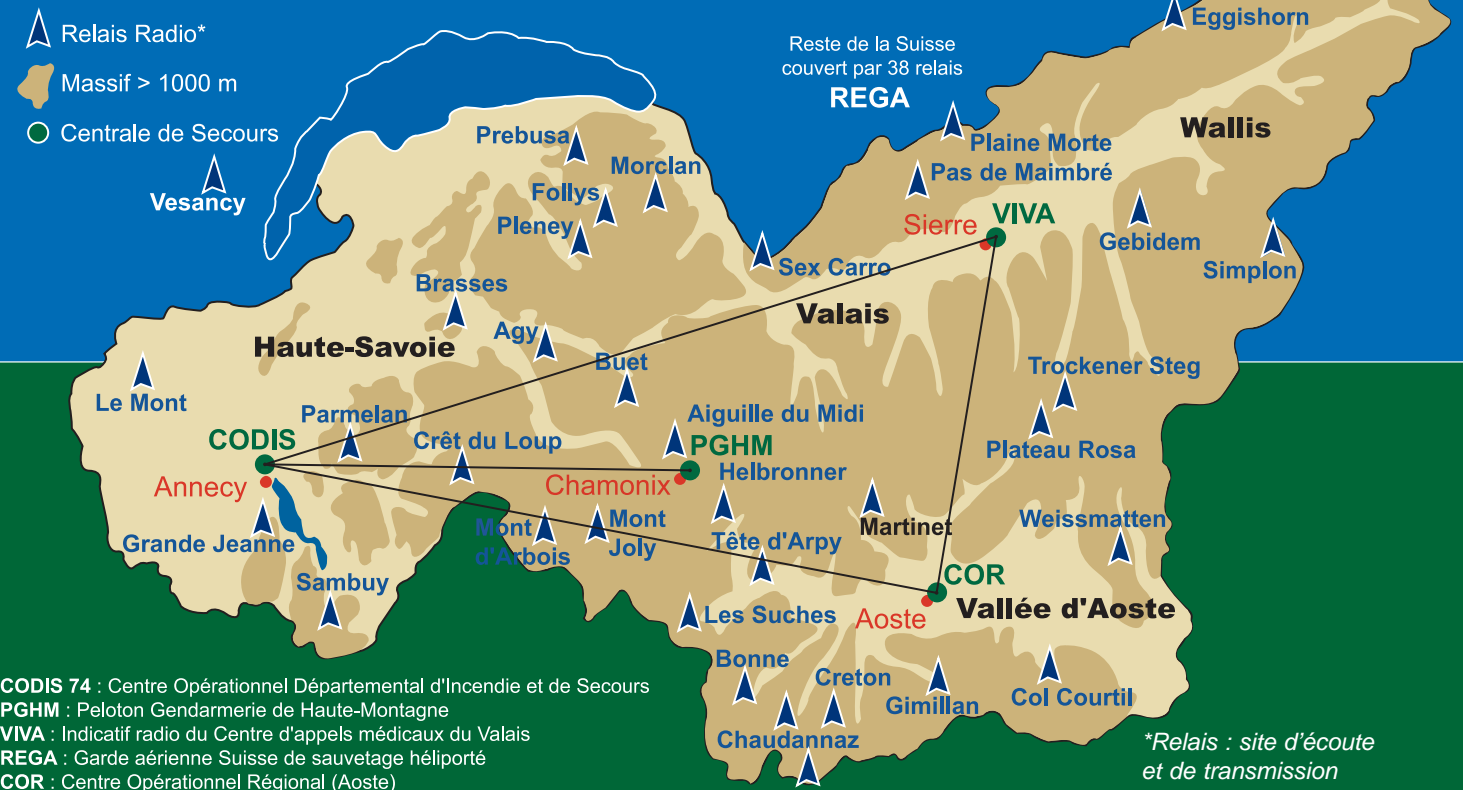 Relais Radio*
Massif > 1000 m
Centrale de Secours
Vesancy
Reste de la Suisse
couvert par 38 relais
REGA
Eggishorn
Wallis
Plaine Morte
Pas de Maimbré
Prebusa
Morclan
Follys
Pleney
Sierre
VIVA
Gebidem
Simplon
Sex Carro
Brasses
Valais
Agy
Haute-Savoie
Buet
Trockener Steg
Le Mont
Parmelan
Aiguille du Midi
CODIS
Crêt du Loup
PGHM
Plateau Rosa
Helbronner
Annecy
Chamonix
Mont
d'Arbois
Mont
Joly
Martinet
Weissmatten
Grande Jeanne
Tête d'Arpy
Sambuy
COR
Les Suches
Aoste
Vallée d'Aoste
Bonne
Creton
Gimillan
Col Courtil
Chaudannaz
CODIS 74 : Centre Opérationnel Départemental d'Incendie et de Secours
PGHM : Peloton Gendarmerie de Haute-Montagne
VIVA : Indicatif radio du Centre d'appels médicaux du Valais
REGA : Garde aérienne Suisse de sauvetage héliporté
COR : Centre Opérationnel Régional (Aoste)
*Relais : site d'écoute
et de transmission